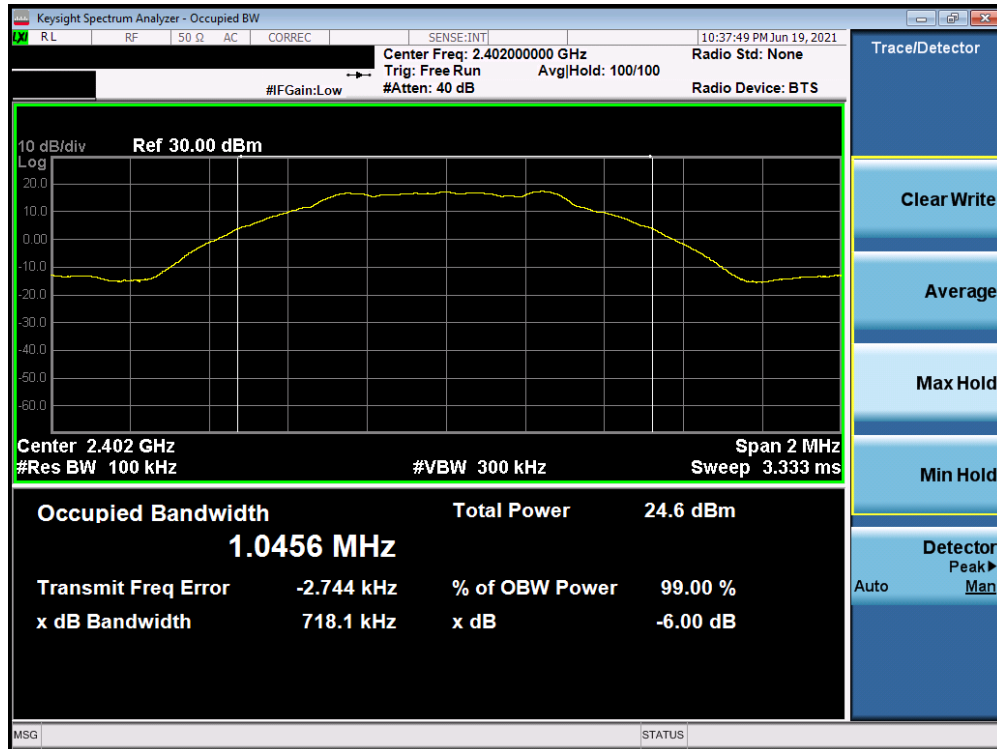 Keysight Spectrum Analyzer - Occupied BW
LXI RL RF 50 Ω AC CORREC SENSE:INT 10:37:49 PM Jun 19, 2021
Center Freq: 2.402000000 GHz Radio Std: None
Trig: Free Run Avg|Hold: 100/100
#IFGain:Low #Atten: 40 dB Radio Device: BTS
10 dB/div Ref 30.00 dBm
Log
20.0
10.0
0.00
-10.0
-20.0
-30.0
-40.0
-50.0
-60.0
Center 2.402 GHz Span 2 MHz
#Res BW 100 kHz #VBW 300 kHz Sweep 3.333 ms
Occupied Bandwidth Total Power 24.6 dBm
1.0456 MHz
Transmit Freq Error -2.744 kHz % of OBW Power 99.00 %
x dB Bandwidth 718.1 kHz x dB -6.00 dB
MSG STATUS
Trace/Detector
Clear Write
Average
Max Hold
Min Hold
Detector
Peak▶
Auto Man